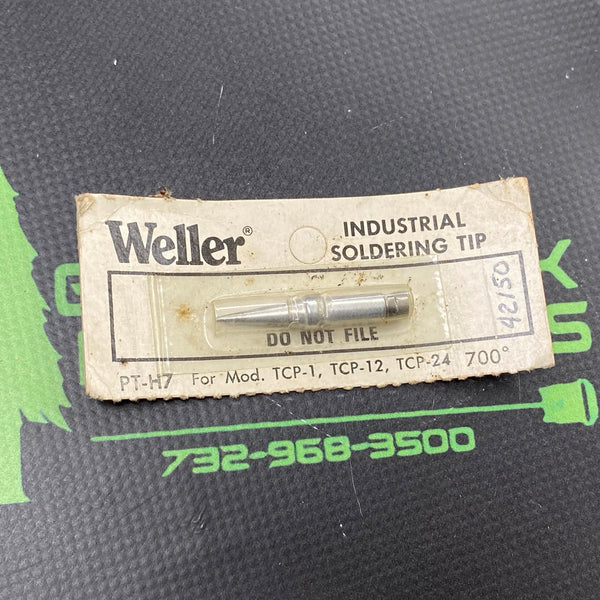 Weller®
INDUSTRIAL
SOLDERING TIP
DO NOT FILE
42150
PT-H7 For Mod. TCP-1, TCP-12, TCP-24 700°
732-968-3500